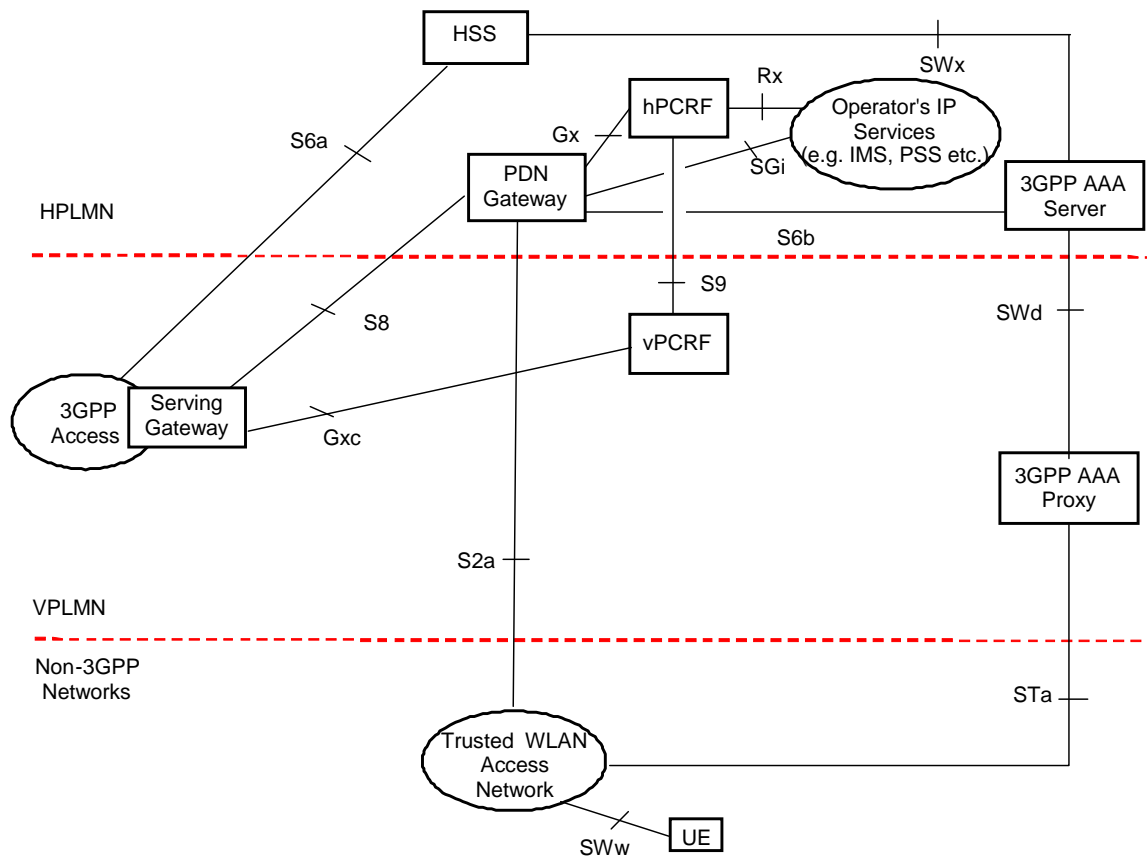 HSS
SWx
Rx
hPCRF
Operator's IP
Services
(e.g. IMS, PSS etc.)
Gx
S6a
SGi
PDN
Gateway
3GPP AAA
Server
HPLMN
S6b
S9
SWd
S8
vPCRF
3GPP
Access
Serving
Gateway
Gxc
3GPP AAA
Proxy
S2a
VPLMN
Non-3GPP
Networks
STa
Trusted WLAN
Access
Network
SWw
UE